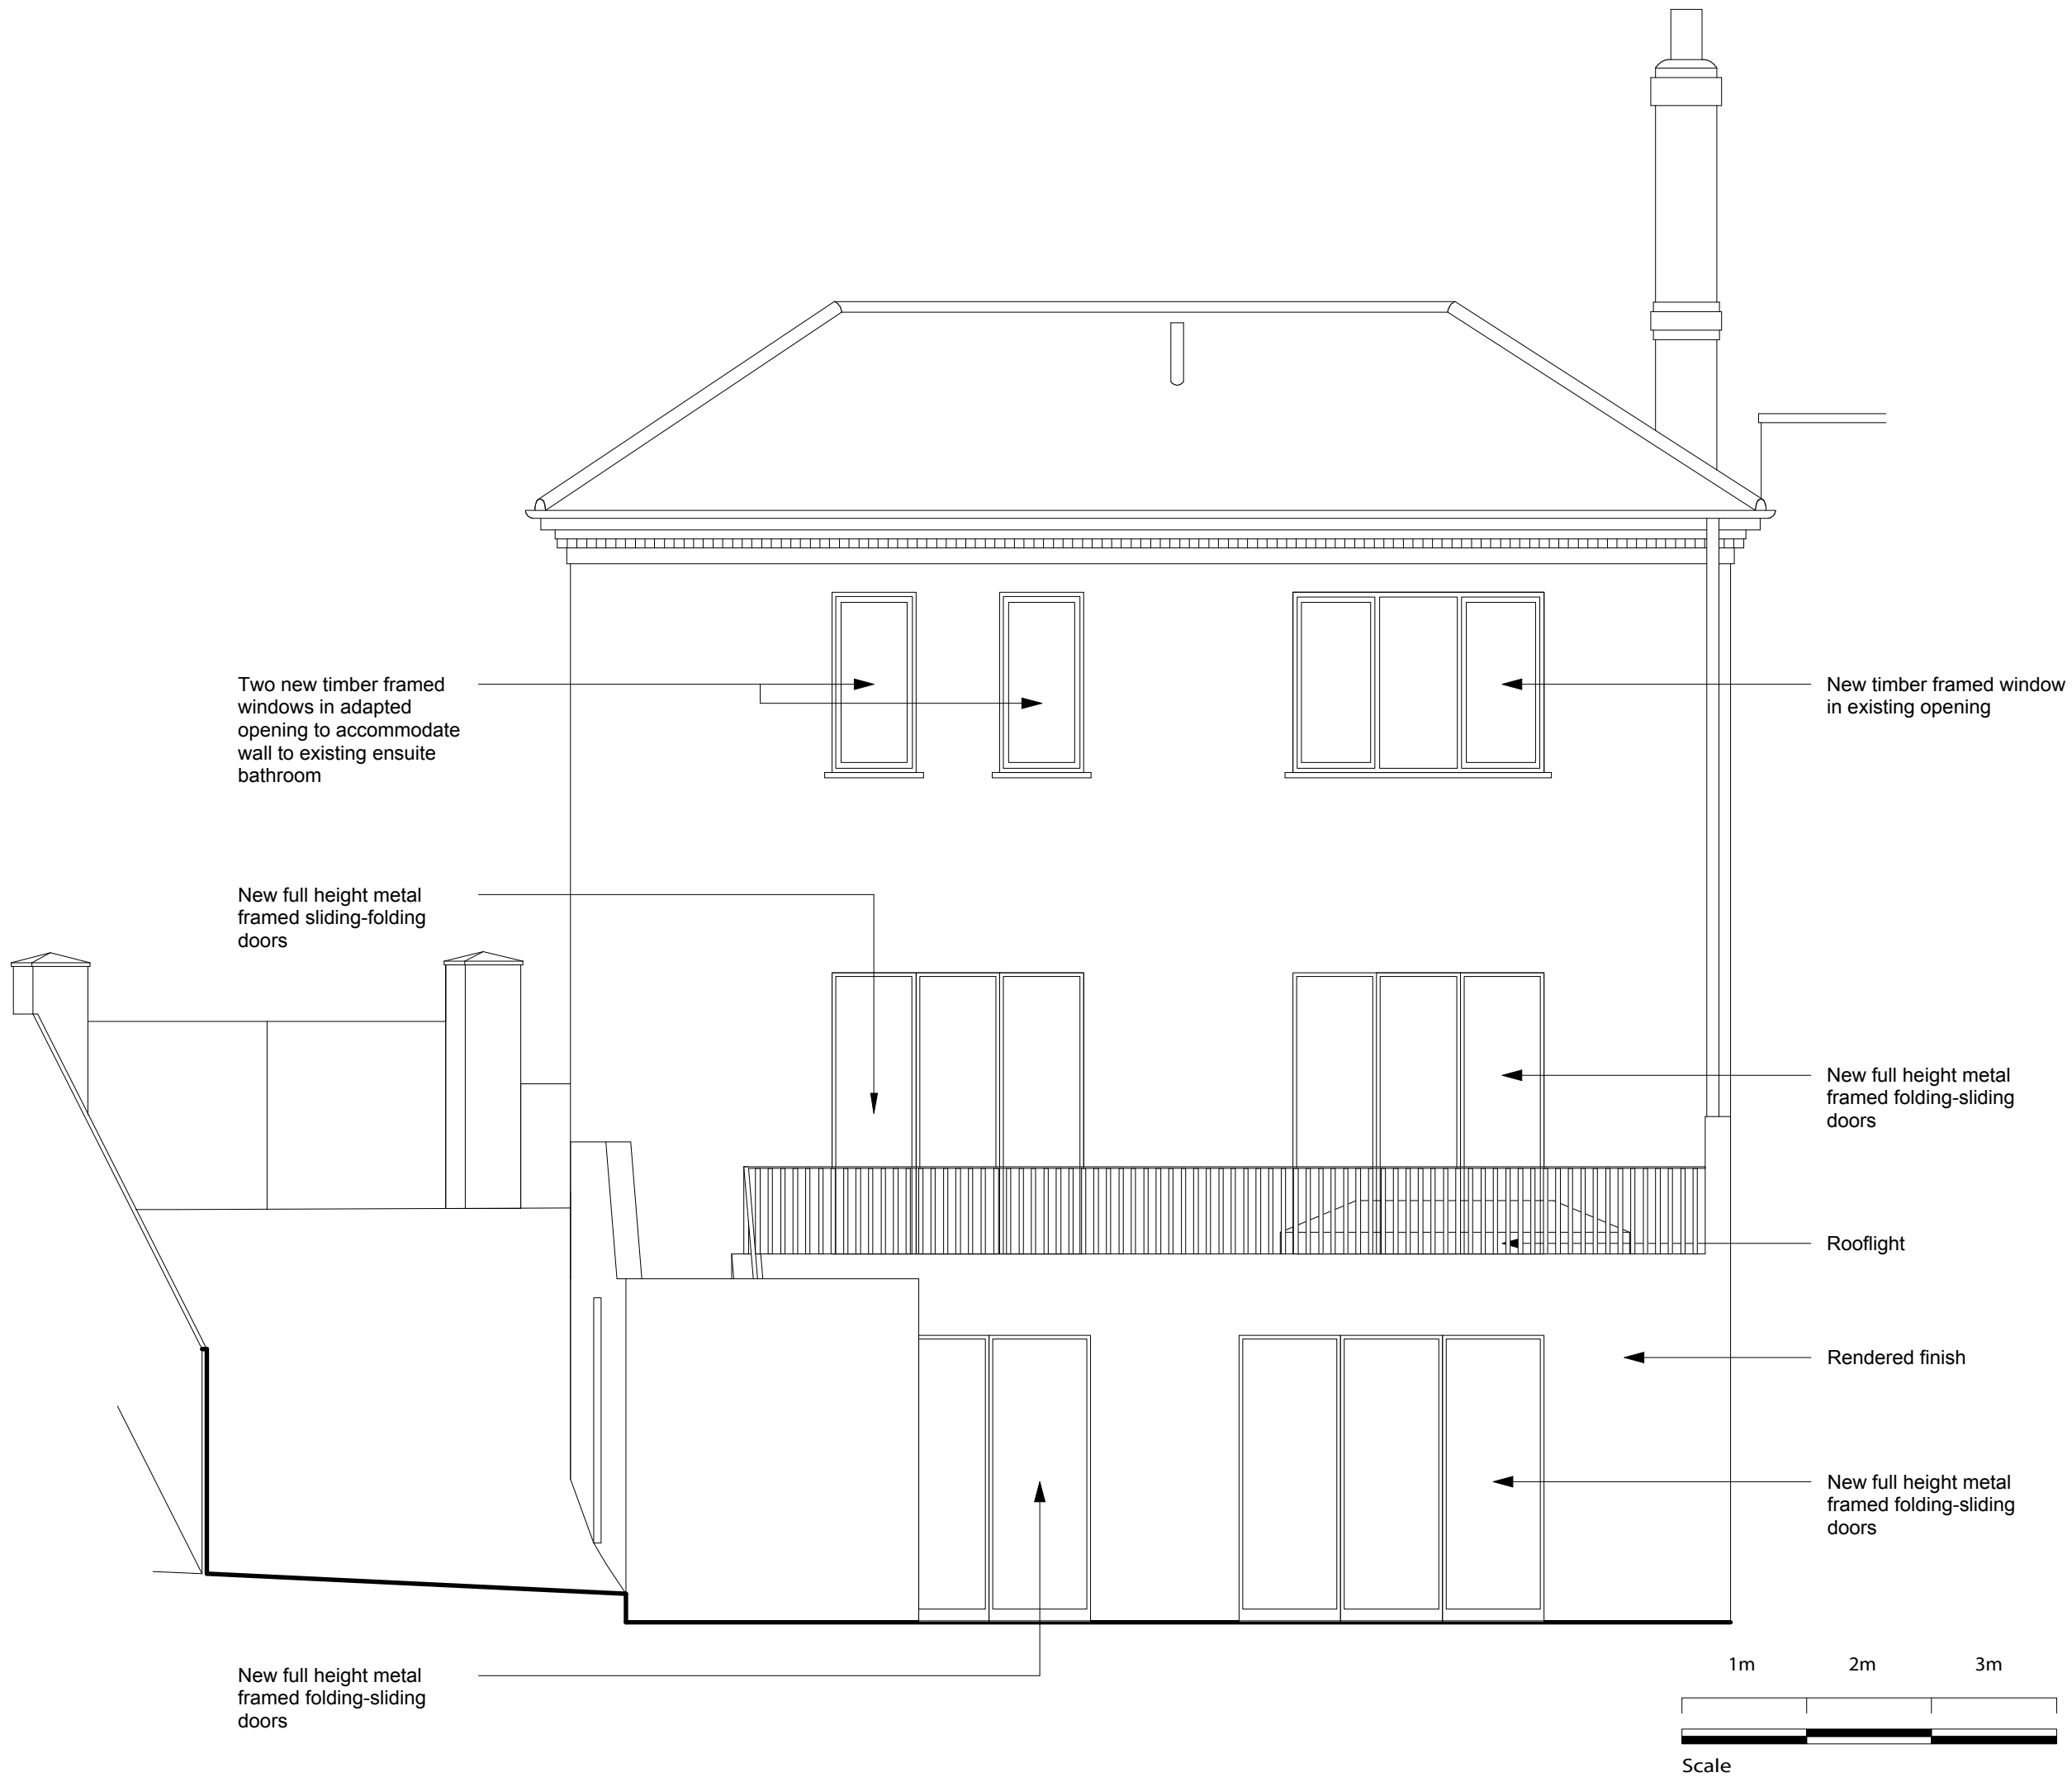 Two new timber framed
windows in adapted
opening to accommodate
wall to existing ensuite
bathroom
New timber framed window
in existing opening
New full height metal
framed sliding-folding
doors
New full height metal
framed folding-sliding
doors
Rooflight
Rendered finish
New full height metal
framed folding-sliding
doors
New full height metal
framed folding-sliding
doors
1m 2m 3m
Scale